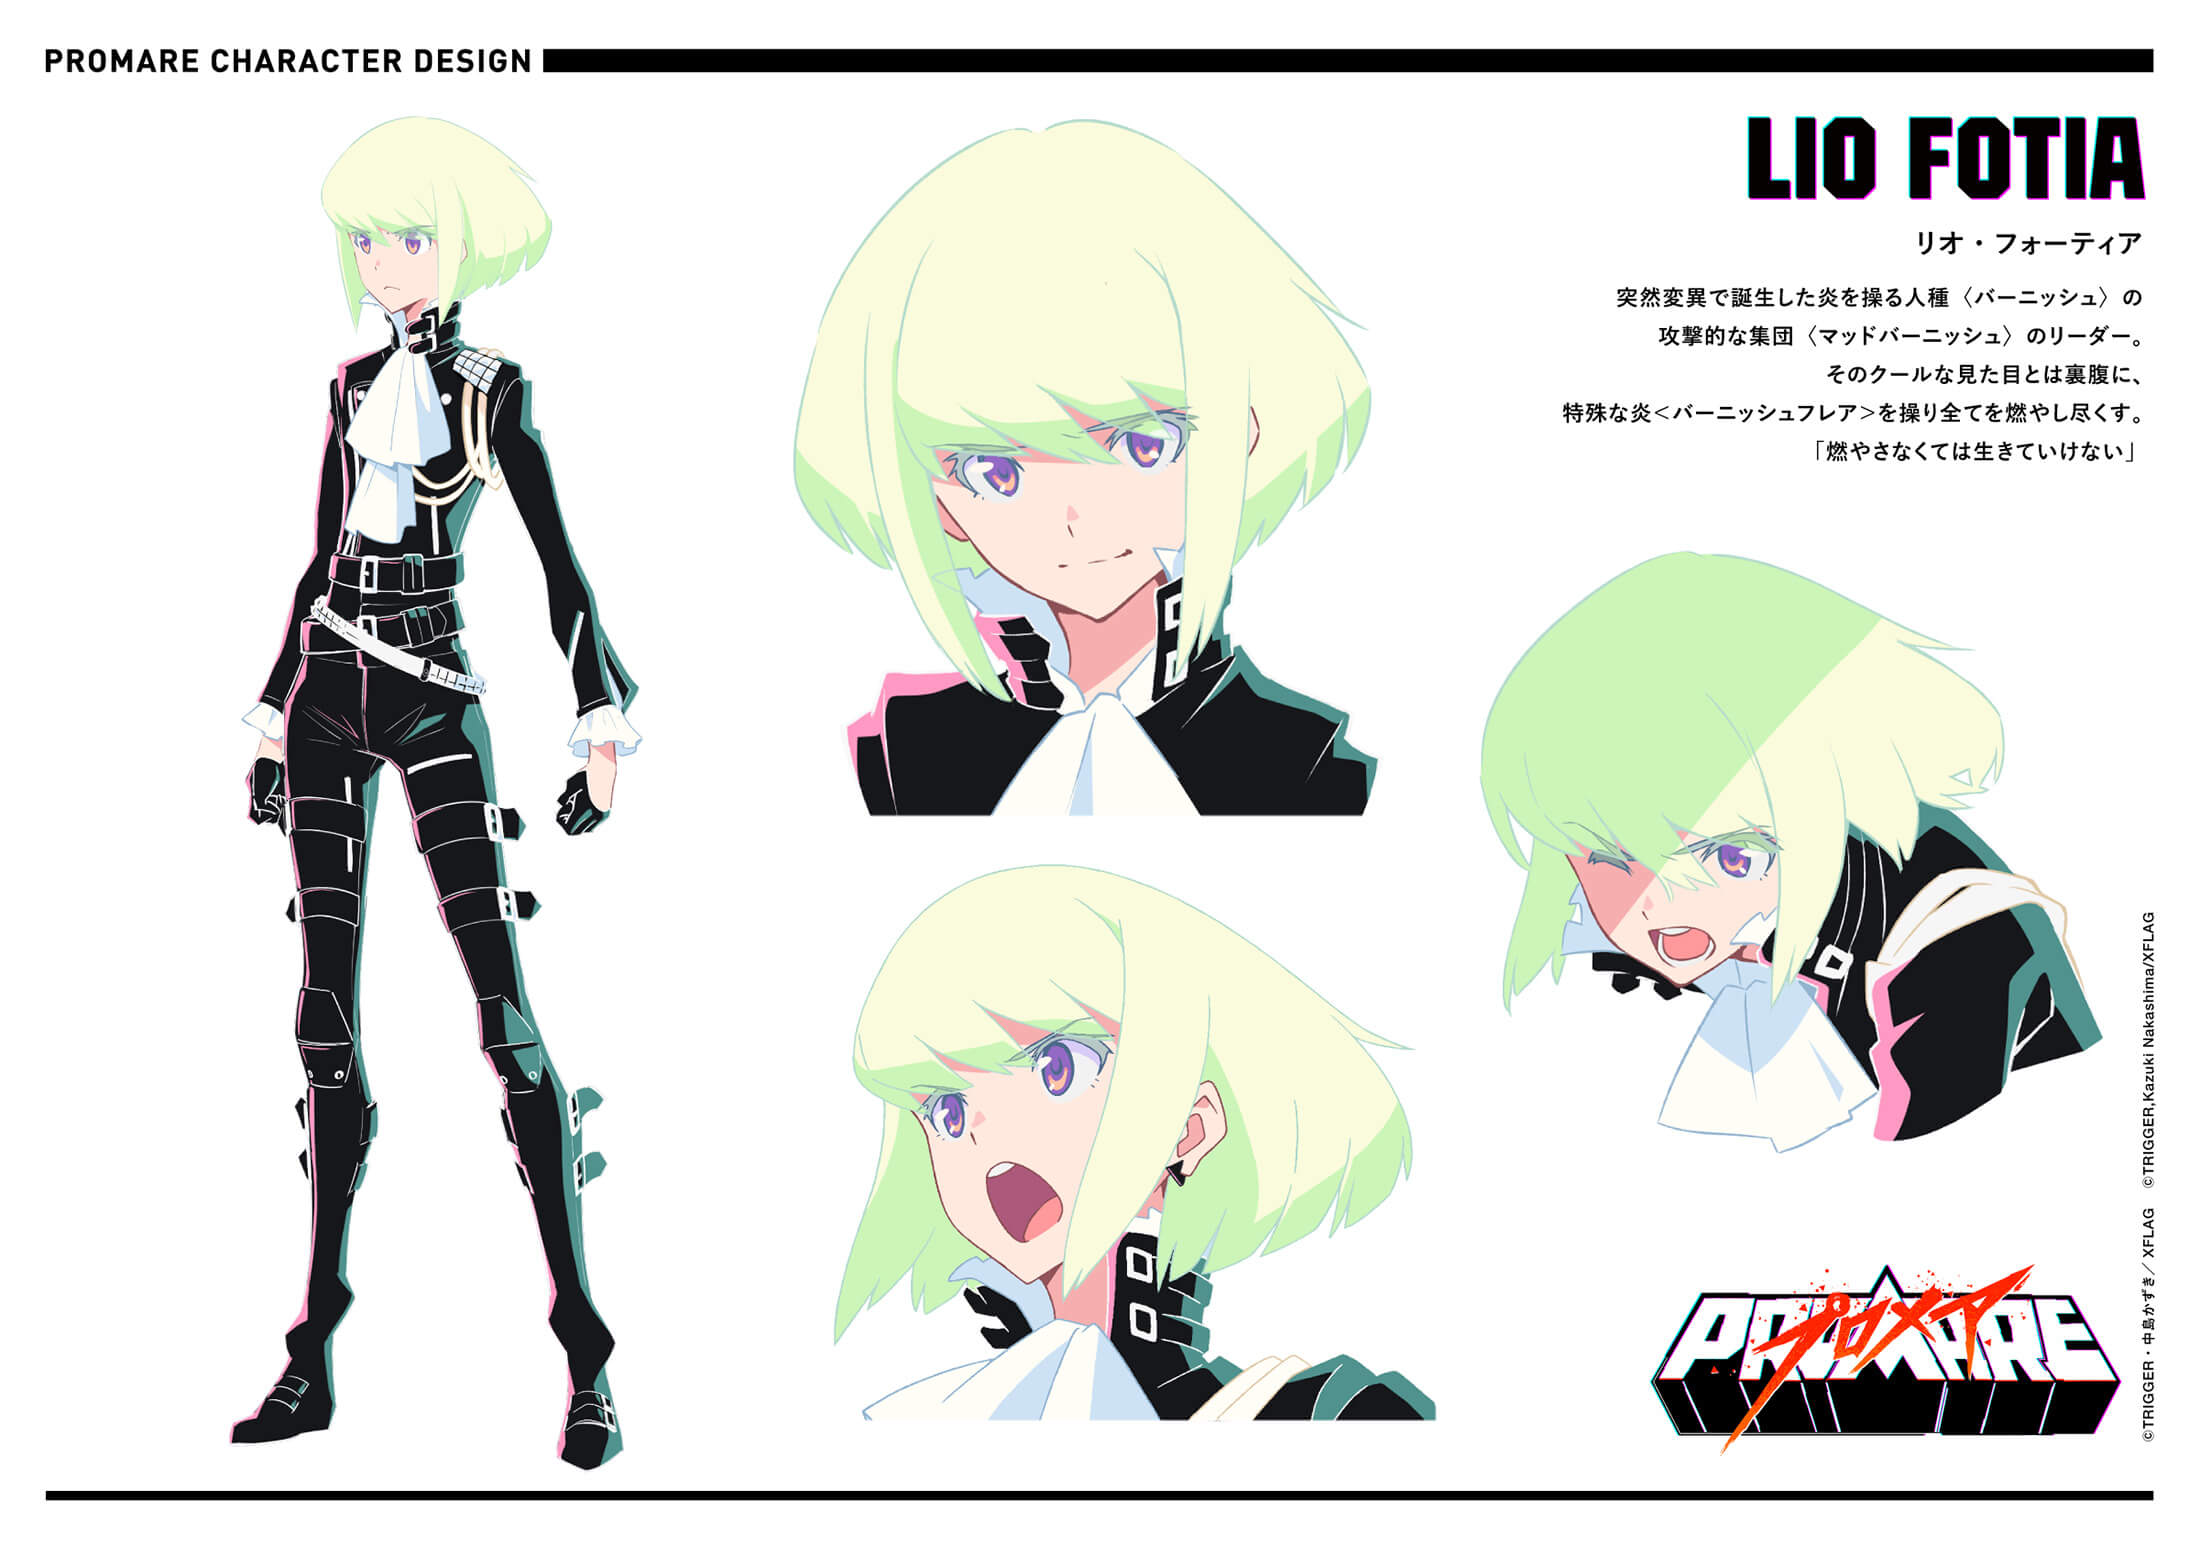 PROMARE CHARACTER DESIGN
LIO FOTIA
リオ・フォーティア
突然変異で誕生した炎を操る人種〈バーニッシュ〉の
攻撃的な集団〈マッドバーニッシュ〉のリーダー。
そのクールな見た目とは裏腹に、
特殊な炎<バーニッシュフレア>を操り全てを燃やし尽くす。
「燃やさなくては生きていけない」
PROMARE
プロメア
©TRIGGER・中島かずき／XFLAG ©TRIGGER,Kazuki Nakashima/XFLAG